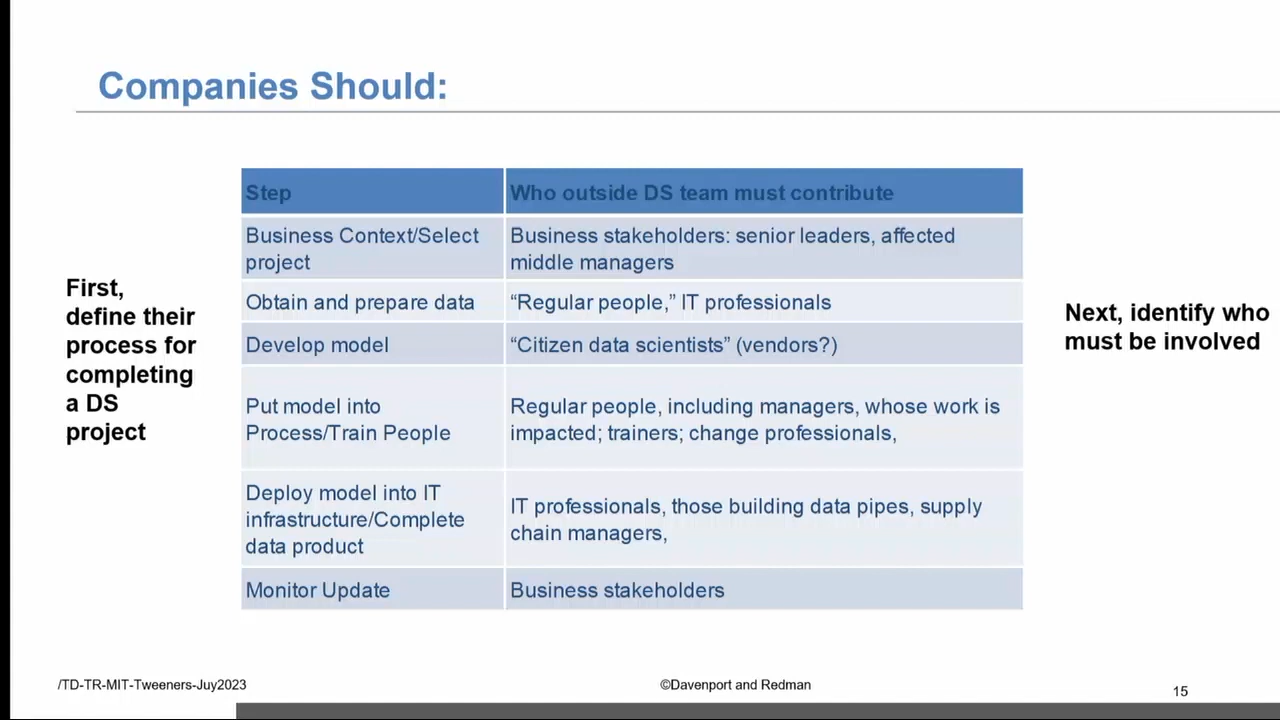 Companies Should:
First,
define their
process for
completing
a DS
project
Step
Who outside DS team must contribute
Business Context/Select
project
Business stakeholders: senior leaders, affected
middle managers
Obtain and prepare data
“Regular people,” IT professionals
Develop model
“Citizen data scientists” (vendors?)
Put model into
Process/Train People
Regular people, including managers, whose work is
impacted; trainers; change professionals,
Deploy model into IT
infrastructure/Complete
data product
IT professionals, those building data pipes, supply
chain managers,
Monitor Update
Business stakeholders
Next, identify who
must be involved
/TD-TR-MIT-Tweeners-Juy2023
©Davenport and Redman
15